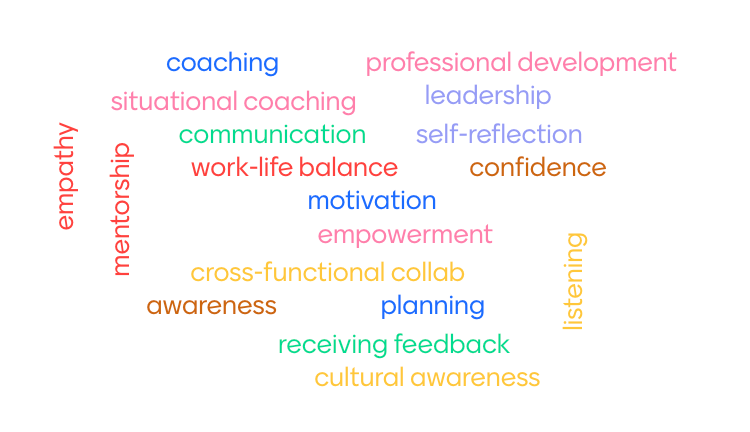 coaching
professional development
situational coaching
leadership
empathy
mentorship
communication
self-reflection
work-life balance
confidence
motivation
empowerment
listening
cross-functional collab
awareness
planning
receiving feedback
cultural awareness